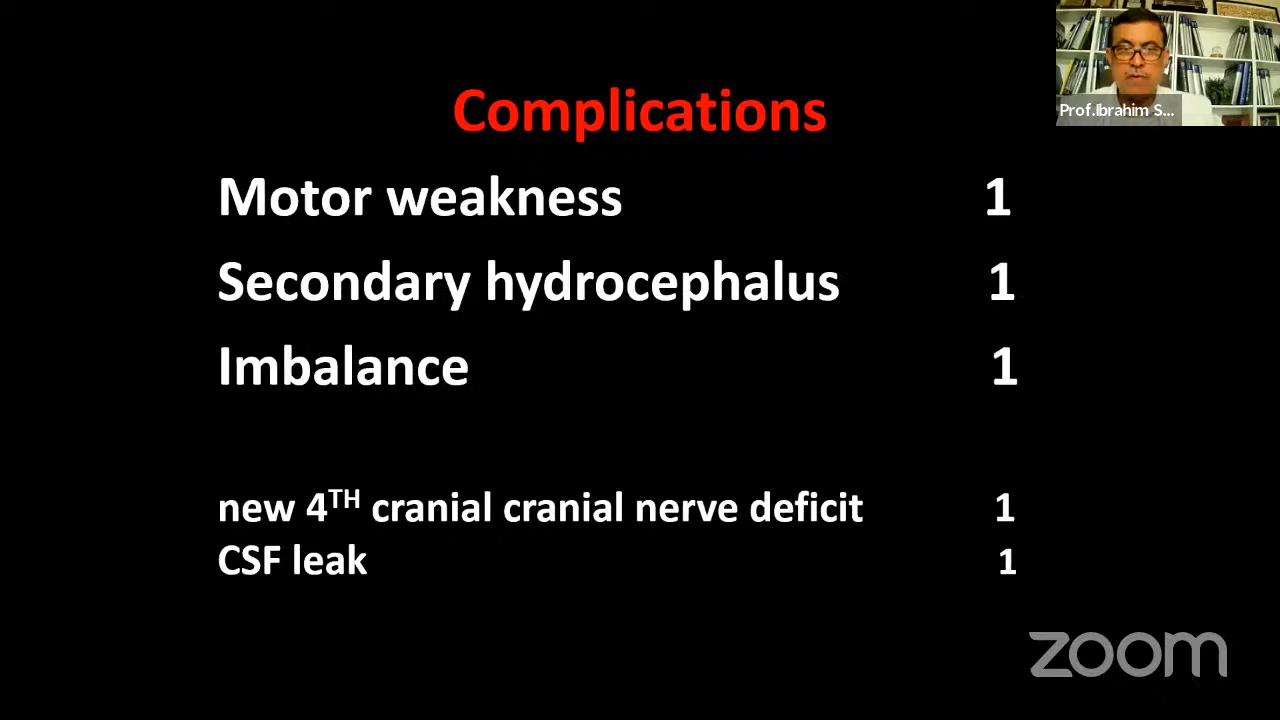 Prof.Ibrahim S...
Complications
Motor weakness 1
Secondary hydrocephalus 1
Imbalance 1
new 4TH cranial cranial nerve deficit 1
CSF leak 1
zoom